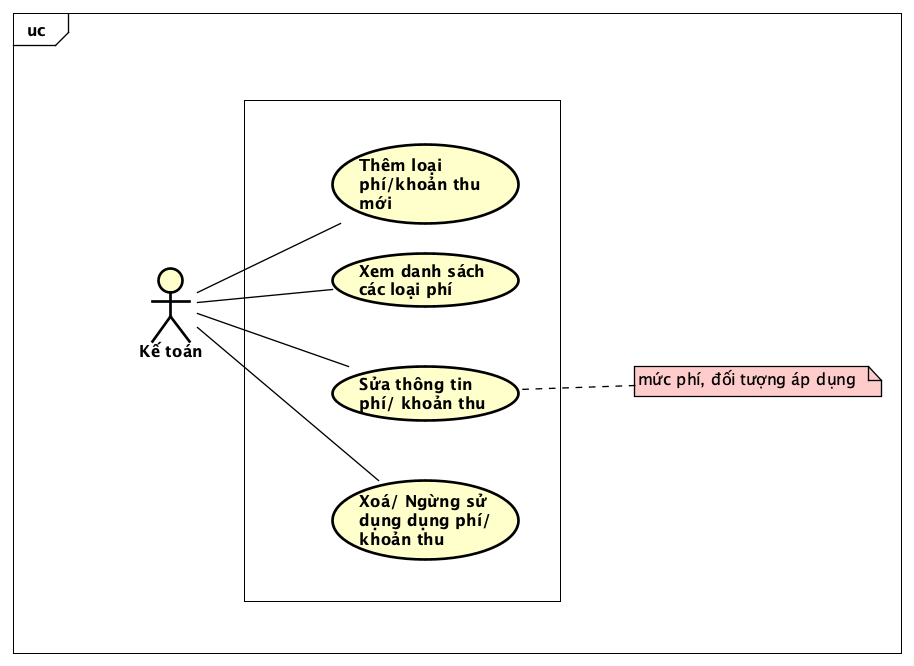 uc
Thêm loại
phí/khoản thu
mới
Xem danh sách
các loại phí
Kế toán
Sửa thông tin
phí/ khoản thu
mức phí, đối tượng áp dụng
Xoá/ Ngừng sử
dụng dụng phí/
khoản thu